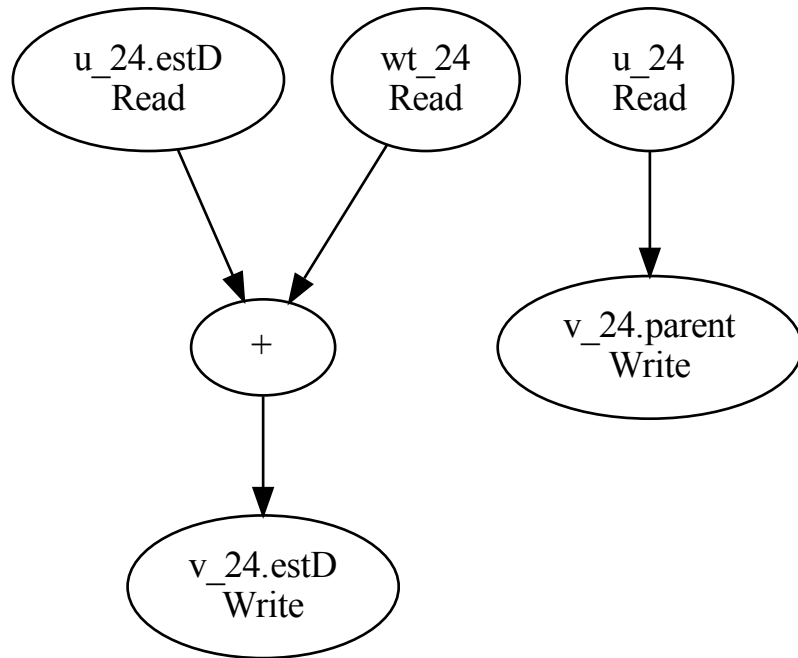 u_24.estD
Read
wt_24
Read
u_24
Read
+
v_24.parent
Write
v_24.estD
Write